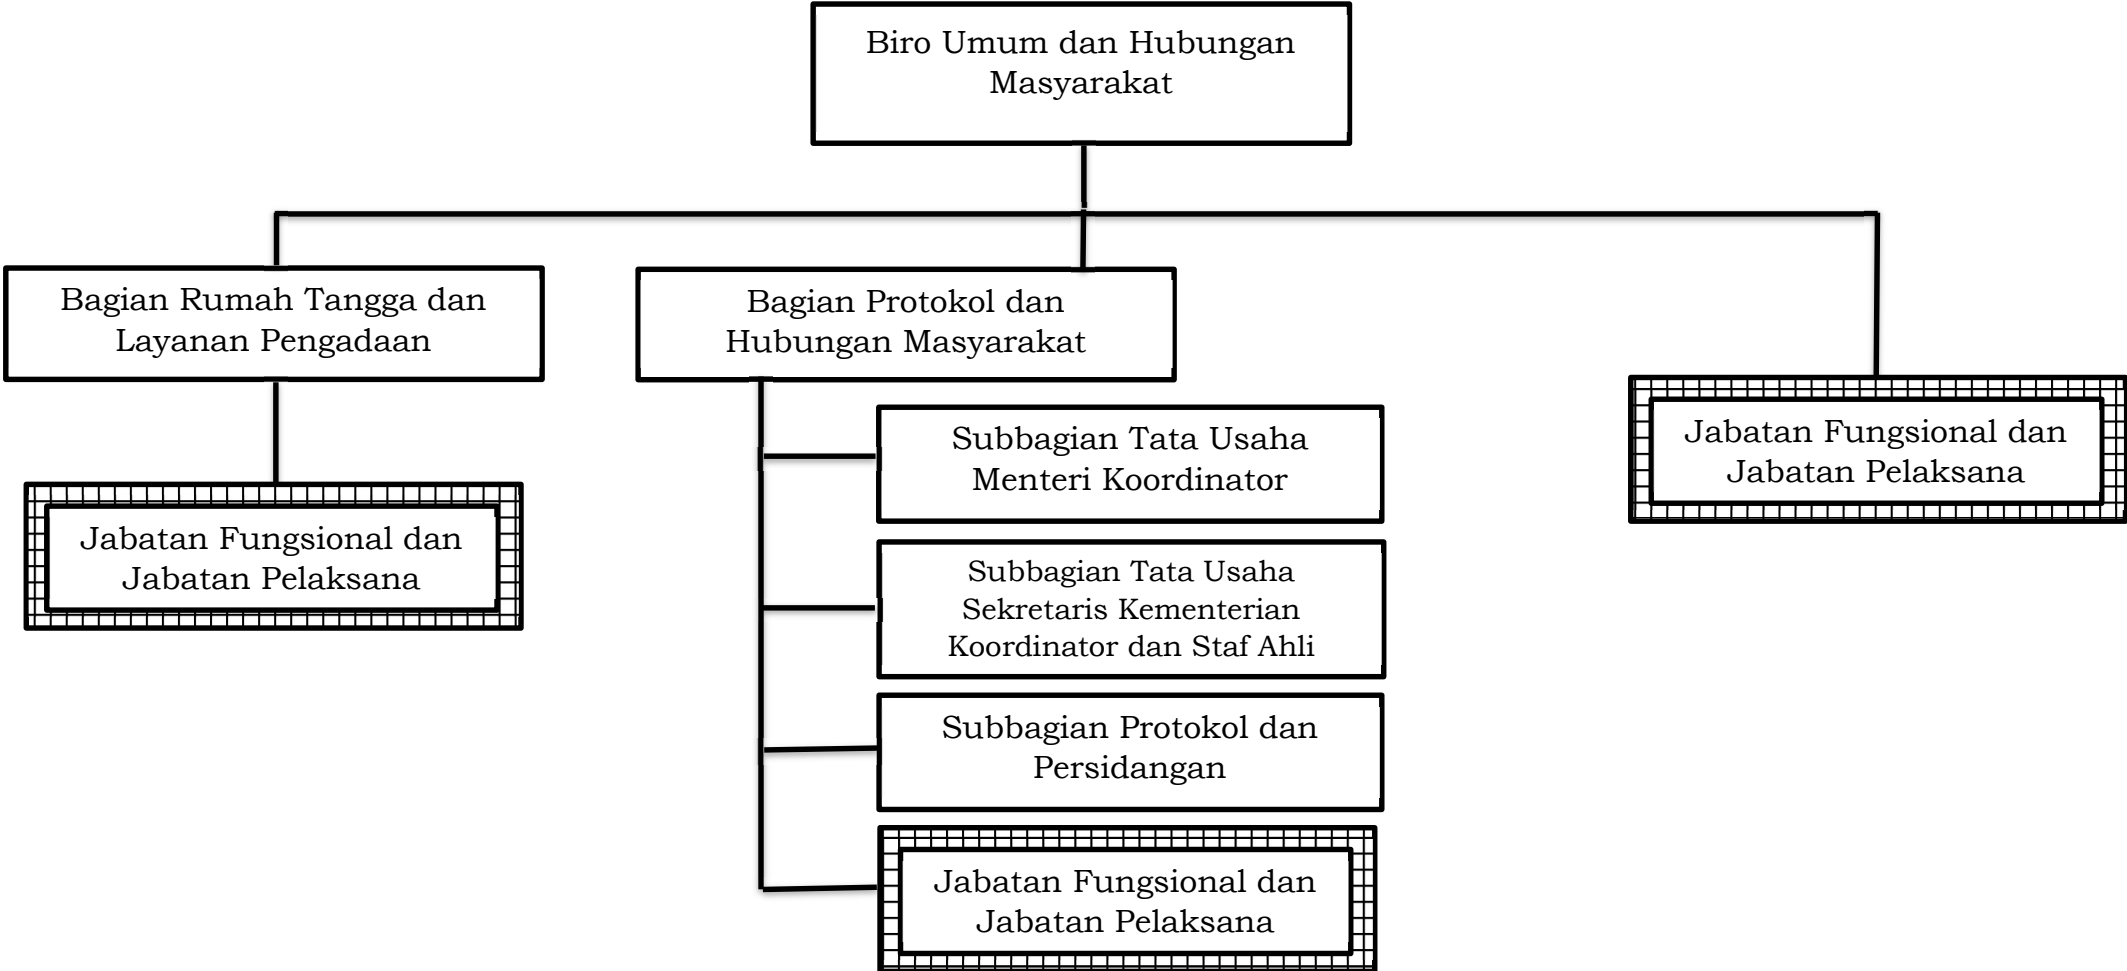 Biro Umum dan Hubungan
Masyarakat
Bagian Rumah Tangga dan
Layanan Pengadaan
Jabatan Fungsional dan
Jabatan Pelaksana
Bagian Protokol dan
Hubungan Masyarakat
Subbagian Tata Usaha
Menteri Koordinator
Subbagian Tata Usaha
Sekretaris Kementerian
Koordinator dan Staf Ahli
Subbagian Protokol dan
Persidangan
Jabatan Fungsional dan
Jabatan Pelaksana
Jabatan Fungsional dan
Jabatan Pelaksana